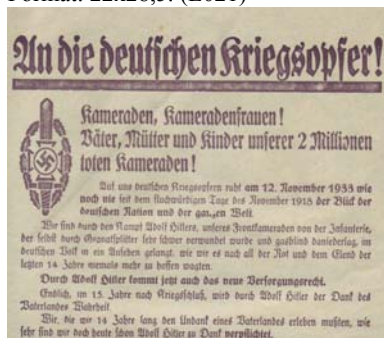 Format: 22x28,5. (E021)
An die deutschen Kriegsopfer!
Kameraden, Kameradenfrauen!
Väter, Mütter und Kinder unserer 2 Millionen
toten Kameraden!
Auf uns deutschen Kriegsopfern ruht am 12. November 1933 wie
noch nie seit dem fluchwürdigen Tage des November 1918 der Blick der
deutschen Nation und der ganzen Welt.
Wir sind durch den Kampf Adolf Hitlers, unseres Frontkameraden von der Infanterie,
der selbst durch Granatsplitter sehr schwer verwundet wurde und gasblind daniederlag, im
deutschen Volk in ein Ansehen gelangt, wie wir es nach all der Not und dem Elend der
letzten 14 Jahre niemals mehr zu hoffen wagten.
Durch Adolf Hitler kommt jetzt auch das neue Versorgungsrecht.
Endlich, im 15. Jahre nach Kriegsschluß, wird durch Adolf Hitler der Dank des
Vaterlandes Wahrheit
Wir, die wir 14 Jahre lang den Undank eines Vaterlandes erleben mußten, wie
sehr sind wir doch heute schon Adolf Hitler zu Dank verpflichtet.